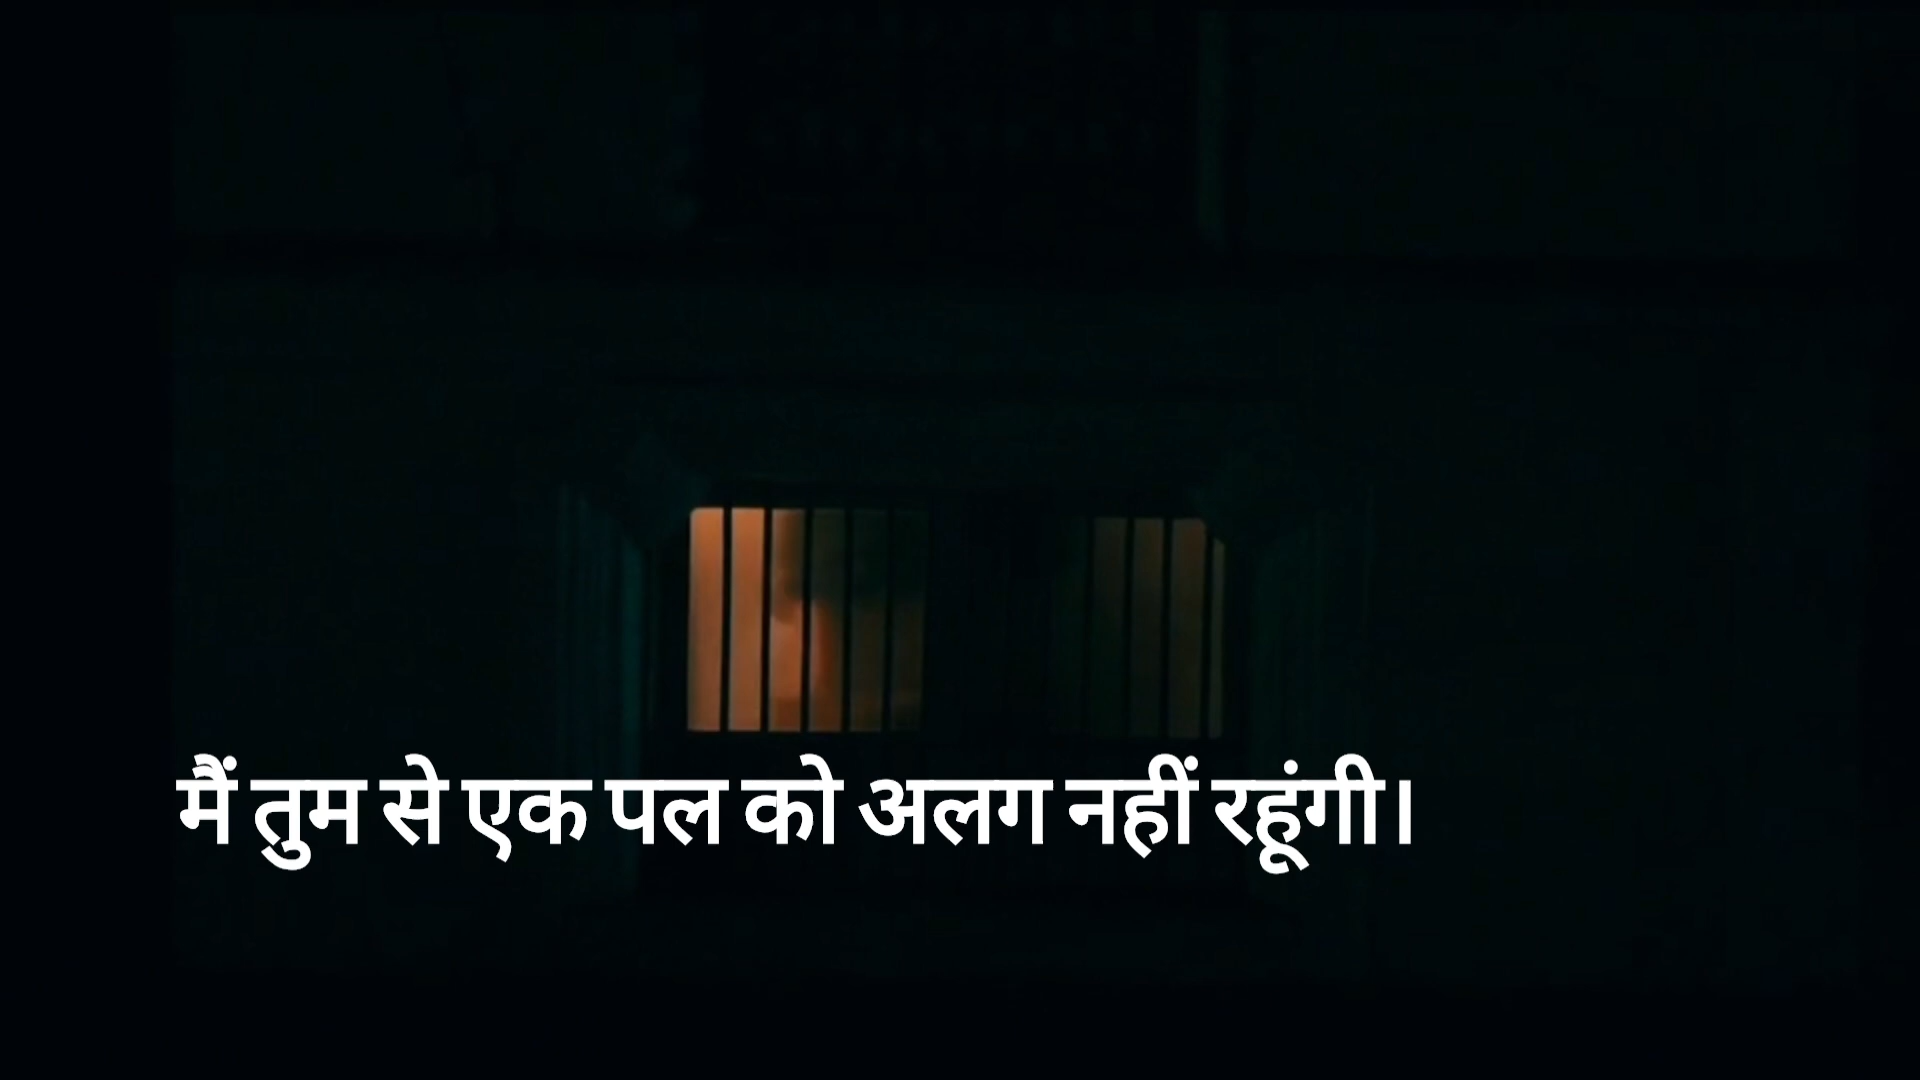 मैं तुम से एक पल को अलग नहीं रहूंगी।